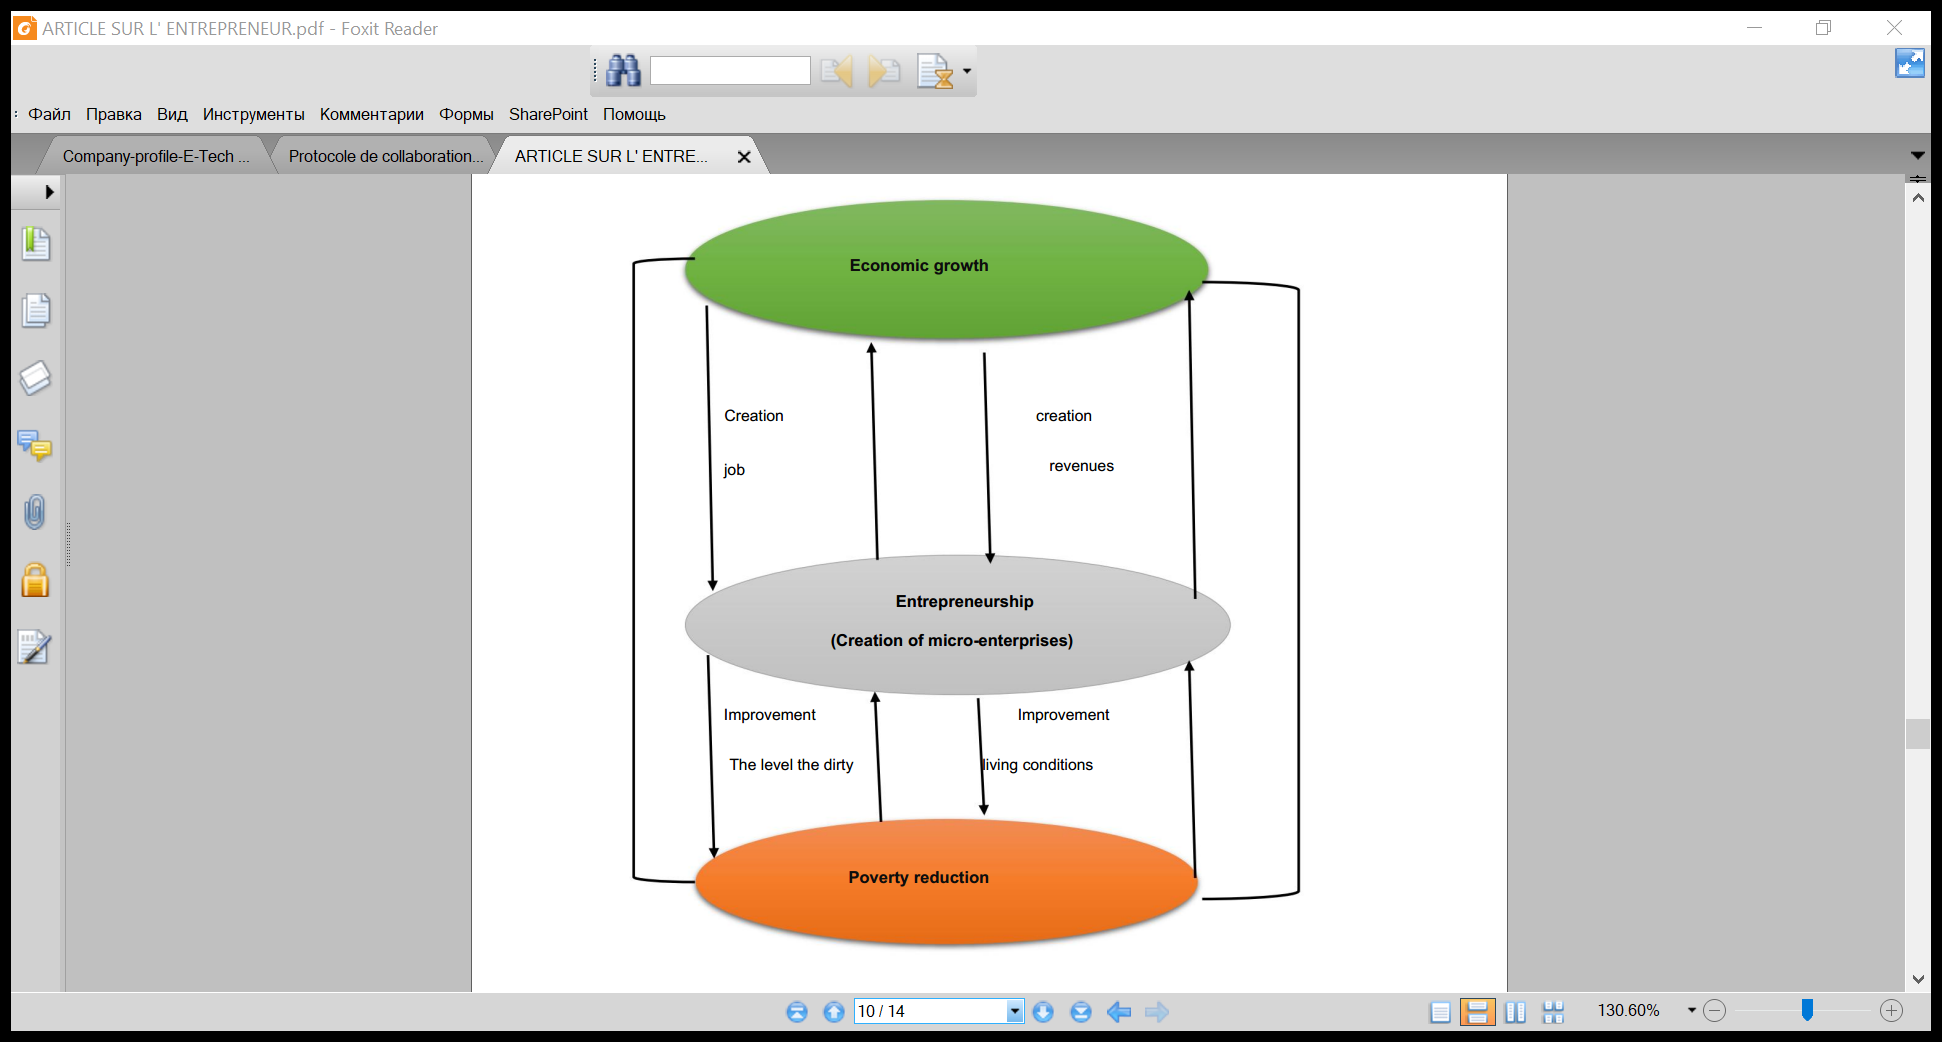 ARTICLE SUR L' ENTREPRENEUR.pdf - Foxit Reader
Файл Правка Вид Инструменты Комментарии Формы SharePoint Помощь
Company-profile-E-Tech ... Protocole de collaboration... ARTICLE SUR L' ENTRE...
Economic growth
Creation creation
job revenues
Entrepreneurship
(Creation of micro-enterprises)
Improvement Improvement
The level the dirty living conditions
Poverty reduction
10 / 14 130.60%